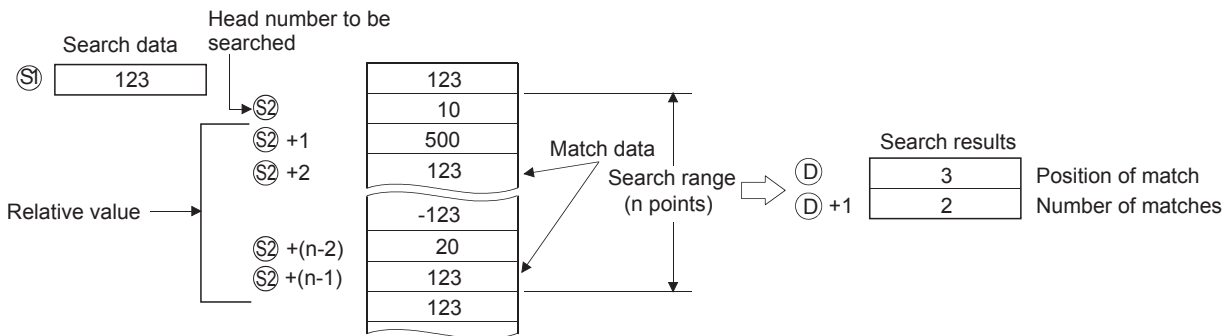 Head number to be
searched
Search data
S1 123
123
S2 10
S2 +1 500
S2 +2 123
Match data
Search range
(n points)
Relative value
-123
S2 +(n-2) 20
S2 +(n-1) 123
123
Search results
D 3 Position of match
D +1 2 Number of matches